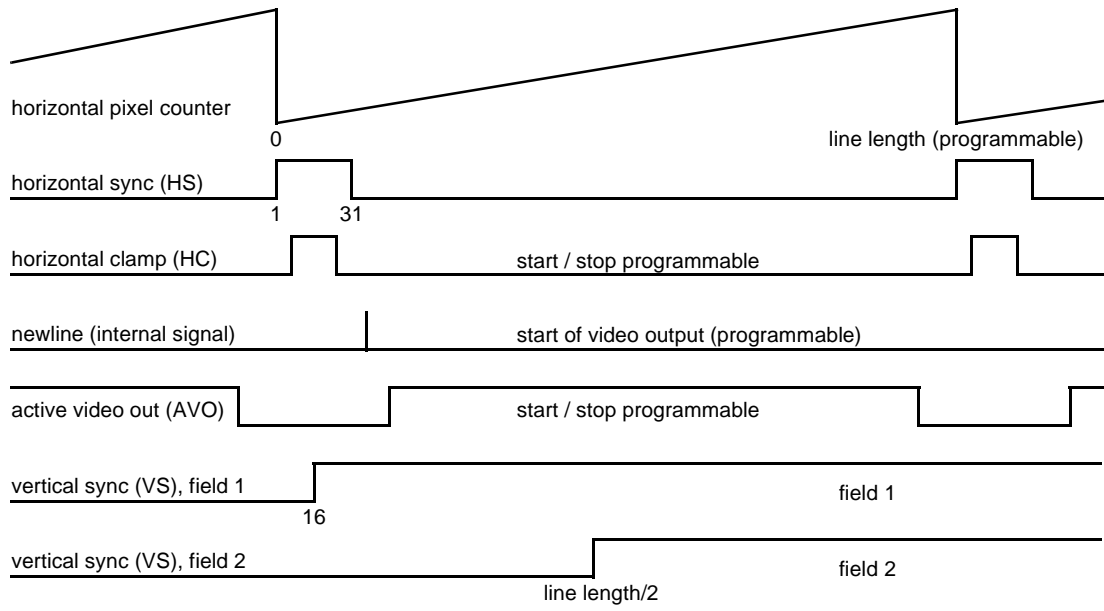 horizontal pixel counter
0
line length (programmable)
horizontal sync (HS)
1
31
horizontal clamp (HC)
start / stop programmable
newline (internal signal)
start of video output (programmable)
active video out (AVO)
start / stop programmable
vertical sync (VS), field 1
field 1
16
vertical sync (VS), field 2
field 2
line length/2